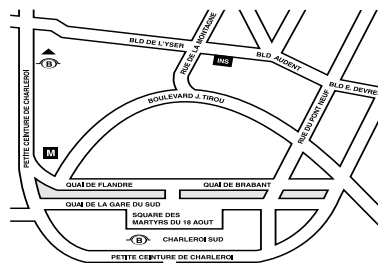 BLD DE L'YSER
RUE DE LA MONTAGNE
INS
BLD AUDENT
BLD E. DEVRE
B
PETITE CEINTURE DE CHARLEROI
BOULEVARD J. TIROU
RUE DU PONT NEUF
M
QUAI DE FLANDRE
QUAI DE BRABANT
QUAI DE LA GARE DU SUD
SQUARE DES
MARTYRS DU 18 AOUT
B
CHARLEROI SUD
PETITE CEINTURE DE CHARLEROI